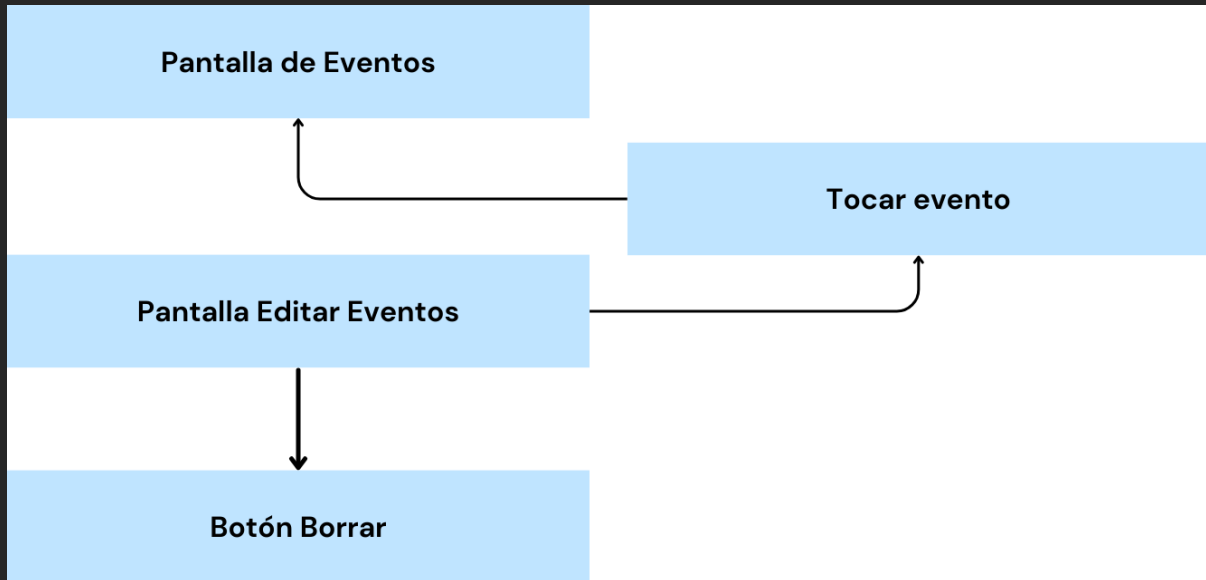 Pantalla de Eventos
Tocar evento
Pantalla Editar Eventos
Botón Borrar